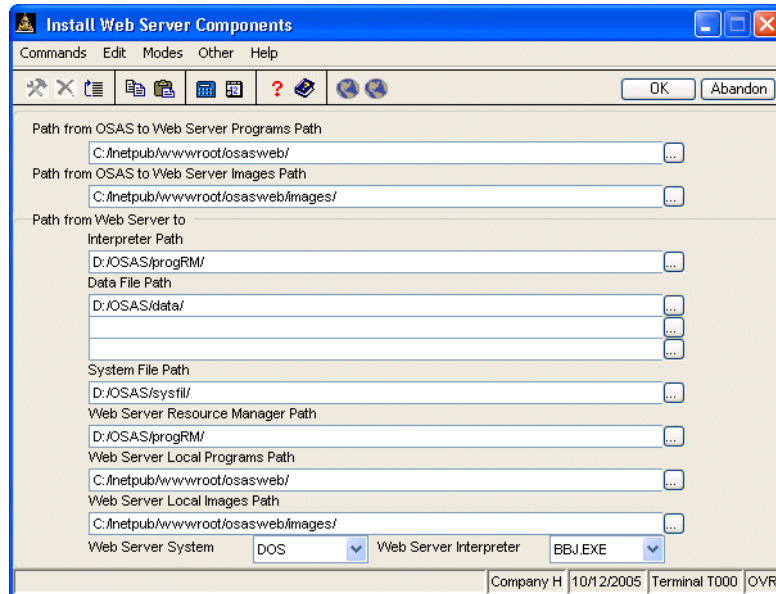 Install Web Server Components
Commands Edit Modes Other Help
OK Abandon
Path from OSAS to Web Server Programs Path
C:/Inetpub/wwwroot/osasweb/
...
Path from OSAS to Web Server Images Path
C:/Inetpub/wwwroot/osasweb/images/
...
Path from Web Server to
Interpreter Path
D:/OSAS/progRM/
...
Data File Path
D:/OSAS/data/
...
...
...
System File Path
D:/OSAS/sysfil/
...
Web Server Resource Manager Path
D:/OSAS/progRM/
...
Web Server Local Programs Path
C:/Inetpub/wwwroot/osasweb/
...
Web Server Local Images Path
C:/Inetpub/wwwroot/osasweb/images/
...
Web Server System DOS Web Server Interpreter BBJ.EXE
Company H 10/12/2005 Terminal T000 OVR